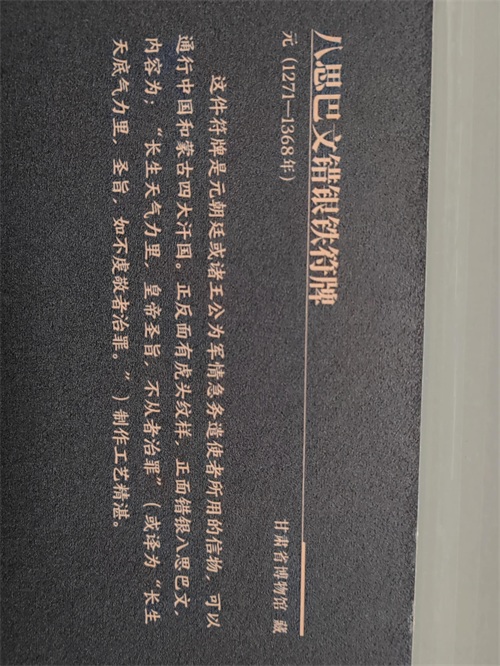 八思巴文错银铁符牌
元（1271—1368年）
甘肃省博物馆 藏
这件符牌是元朝廷或诸王公为军情急务遣使者所用的信物，可以
通行中国和蒙古四大汗国。正反面有虎头纹样，正面错银八思巴文，
内容为；“长生天气力里，皇帝圣旨，不从者治罪”（或译为“长生
天底气力里，圣旨，如不虔敬者治罪。”）制作工艺精湛。